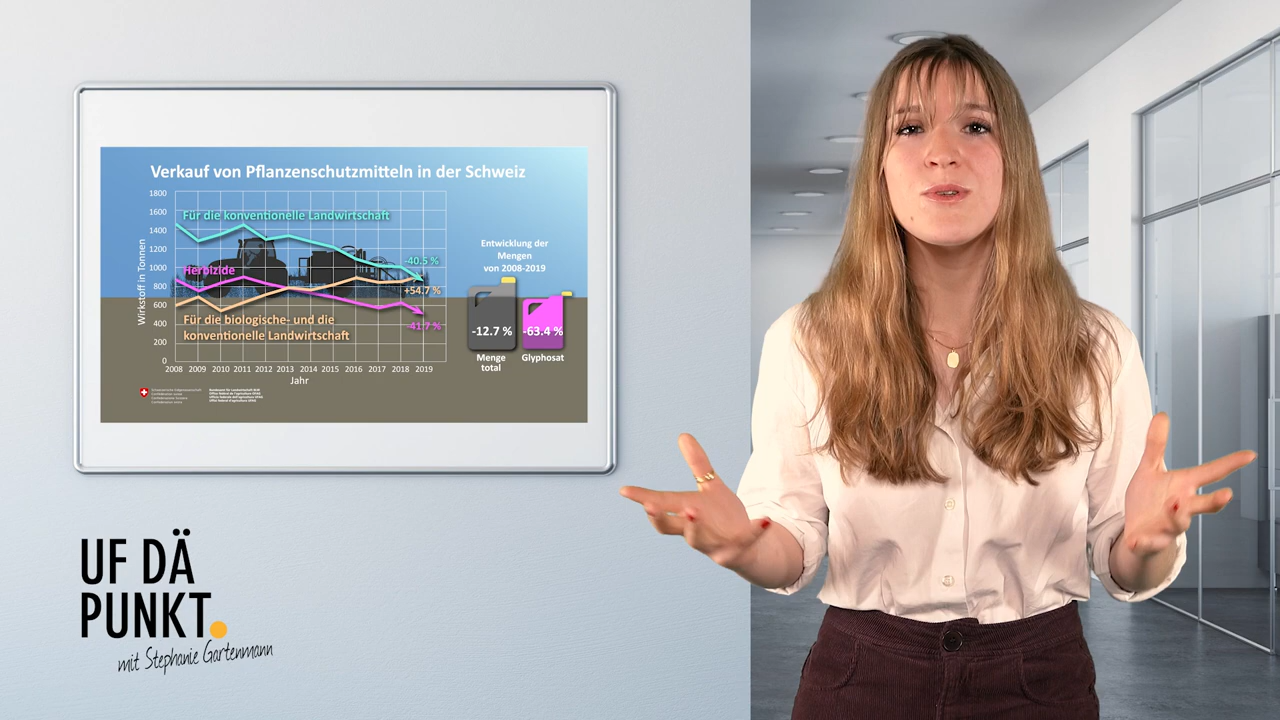 Verkauf von Pflanzenschutzmitteln in der Schweiz
1800
1600
1400
1200
1000
800
600
400
200
0
Wirkstoff in Tonnen
Für die konventionelle Landwirtschaft
Herbizide
Für die biologische- und die
konventionelle Landwirtschaft
-40.5 %
+54.7 %
-41.7 %
2008 2009 2010 2011 2012 2013 2014 2015 2016 2017 2018 2019
Jahr
Entwicklung der
Mengen
von 2008-2019
-12.7 %
-63.4 %
Menge
total
Glyphosat
UF DÄ
PUNKT.
mit Stephanie Gartenmann